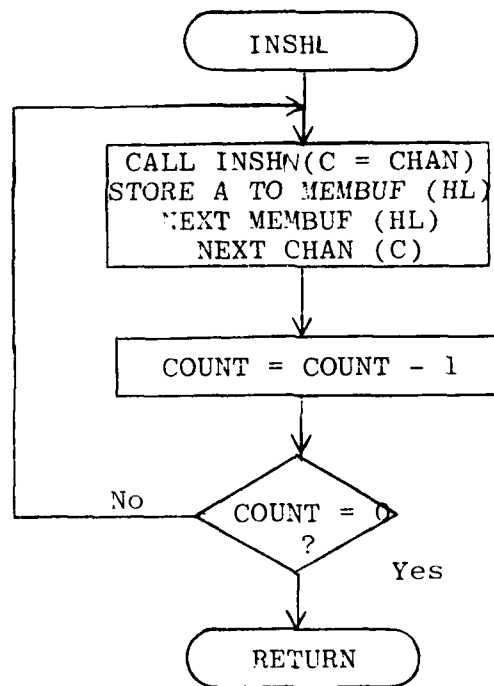 INSHL
CALL INSHN(C = CHAN)
STORE A TO MEMBUF (HL)
NEXT MEMBUF (HL)
NEXT CHAN (C)
COUNT = COUNT - 1
No
COUNT = 0
?
Yes
RETURN